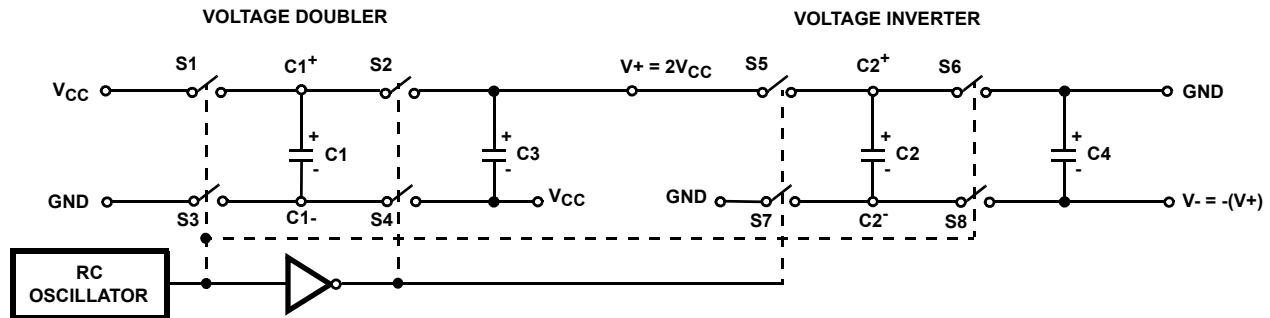 VOLTAGE DOUBLER VOLTAGE INVERTER
S1 C1+ S2 V+ = 2VCC S5 C2+ S6
VCC GND
+ C1 - + C3 - + C2 - + C4 -
GND VCC GND V- = -(V+)
S3 C1- S4 S7 C2- S8
RC
OSCILLATOR